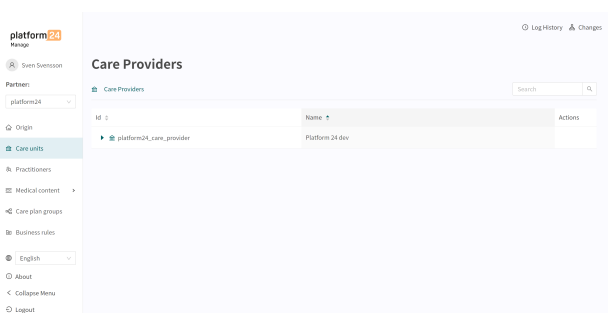 platform24
Manage
Sven Svensson
Partner:
platform24
Origin
Care units
Practitioners
Medical content
Care plan groups
Business rules
English
About
Collapse Menu
Logout
Log History
Changes
Care Providers
Care Providers
Search
Id
Name
Actions
platform24_care_provider
Platform 24 dev